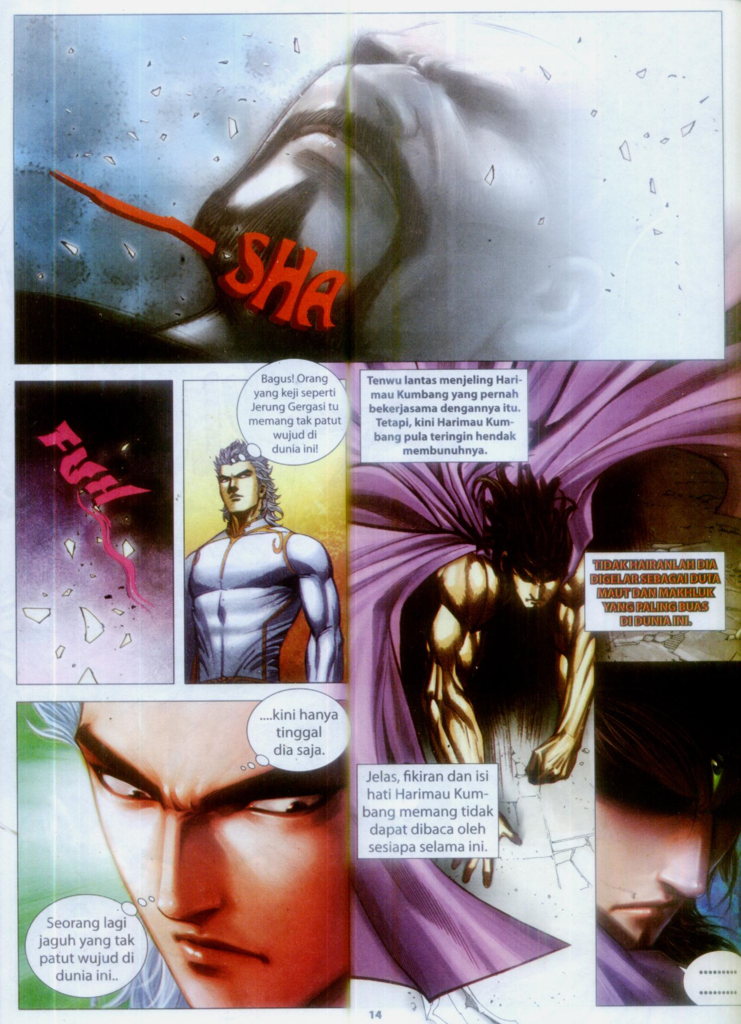 SHA
FUH
Bagus! Orang
yang keji seperti
Jerung Gergasi tu
memang tak patut
wujud di
dunia ini!
Tenwu lantas menjeling Hari-
mau Kumbang yang pernah
bekerjasama dengannya itu.
Tetapi, kini Harimau Kum-
bang pula teringin hendak
membunuhnya.
TIDAK HAIRANLAH DIA
DIGELAR SEBAGAI DUTA
MAUT DAN MAKHLUK
YANG PALING BUAS
DI DUNIA INI.
....kini hanya
tinggal
dia saja.
Seorang lagi
jaguh yang tak
patut wujud di
dunia ini..
Jelas, fikiran dan isi
hati Harimau Kum-
bang memang tidak
dapat dibaca oleh
sesiapa selama ini.
..........
..........
14